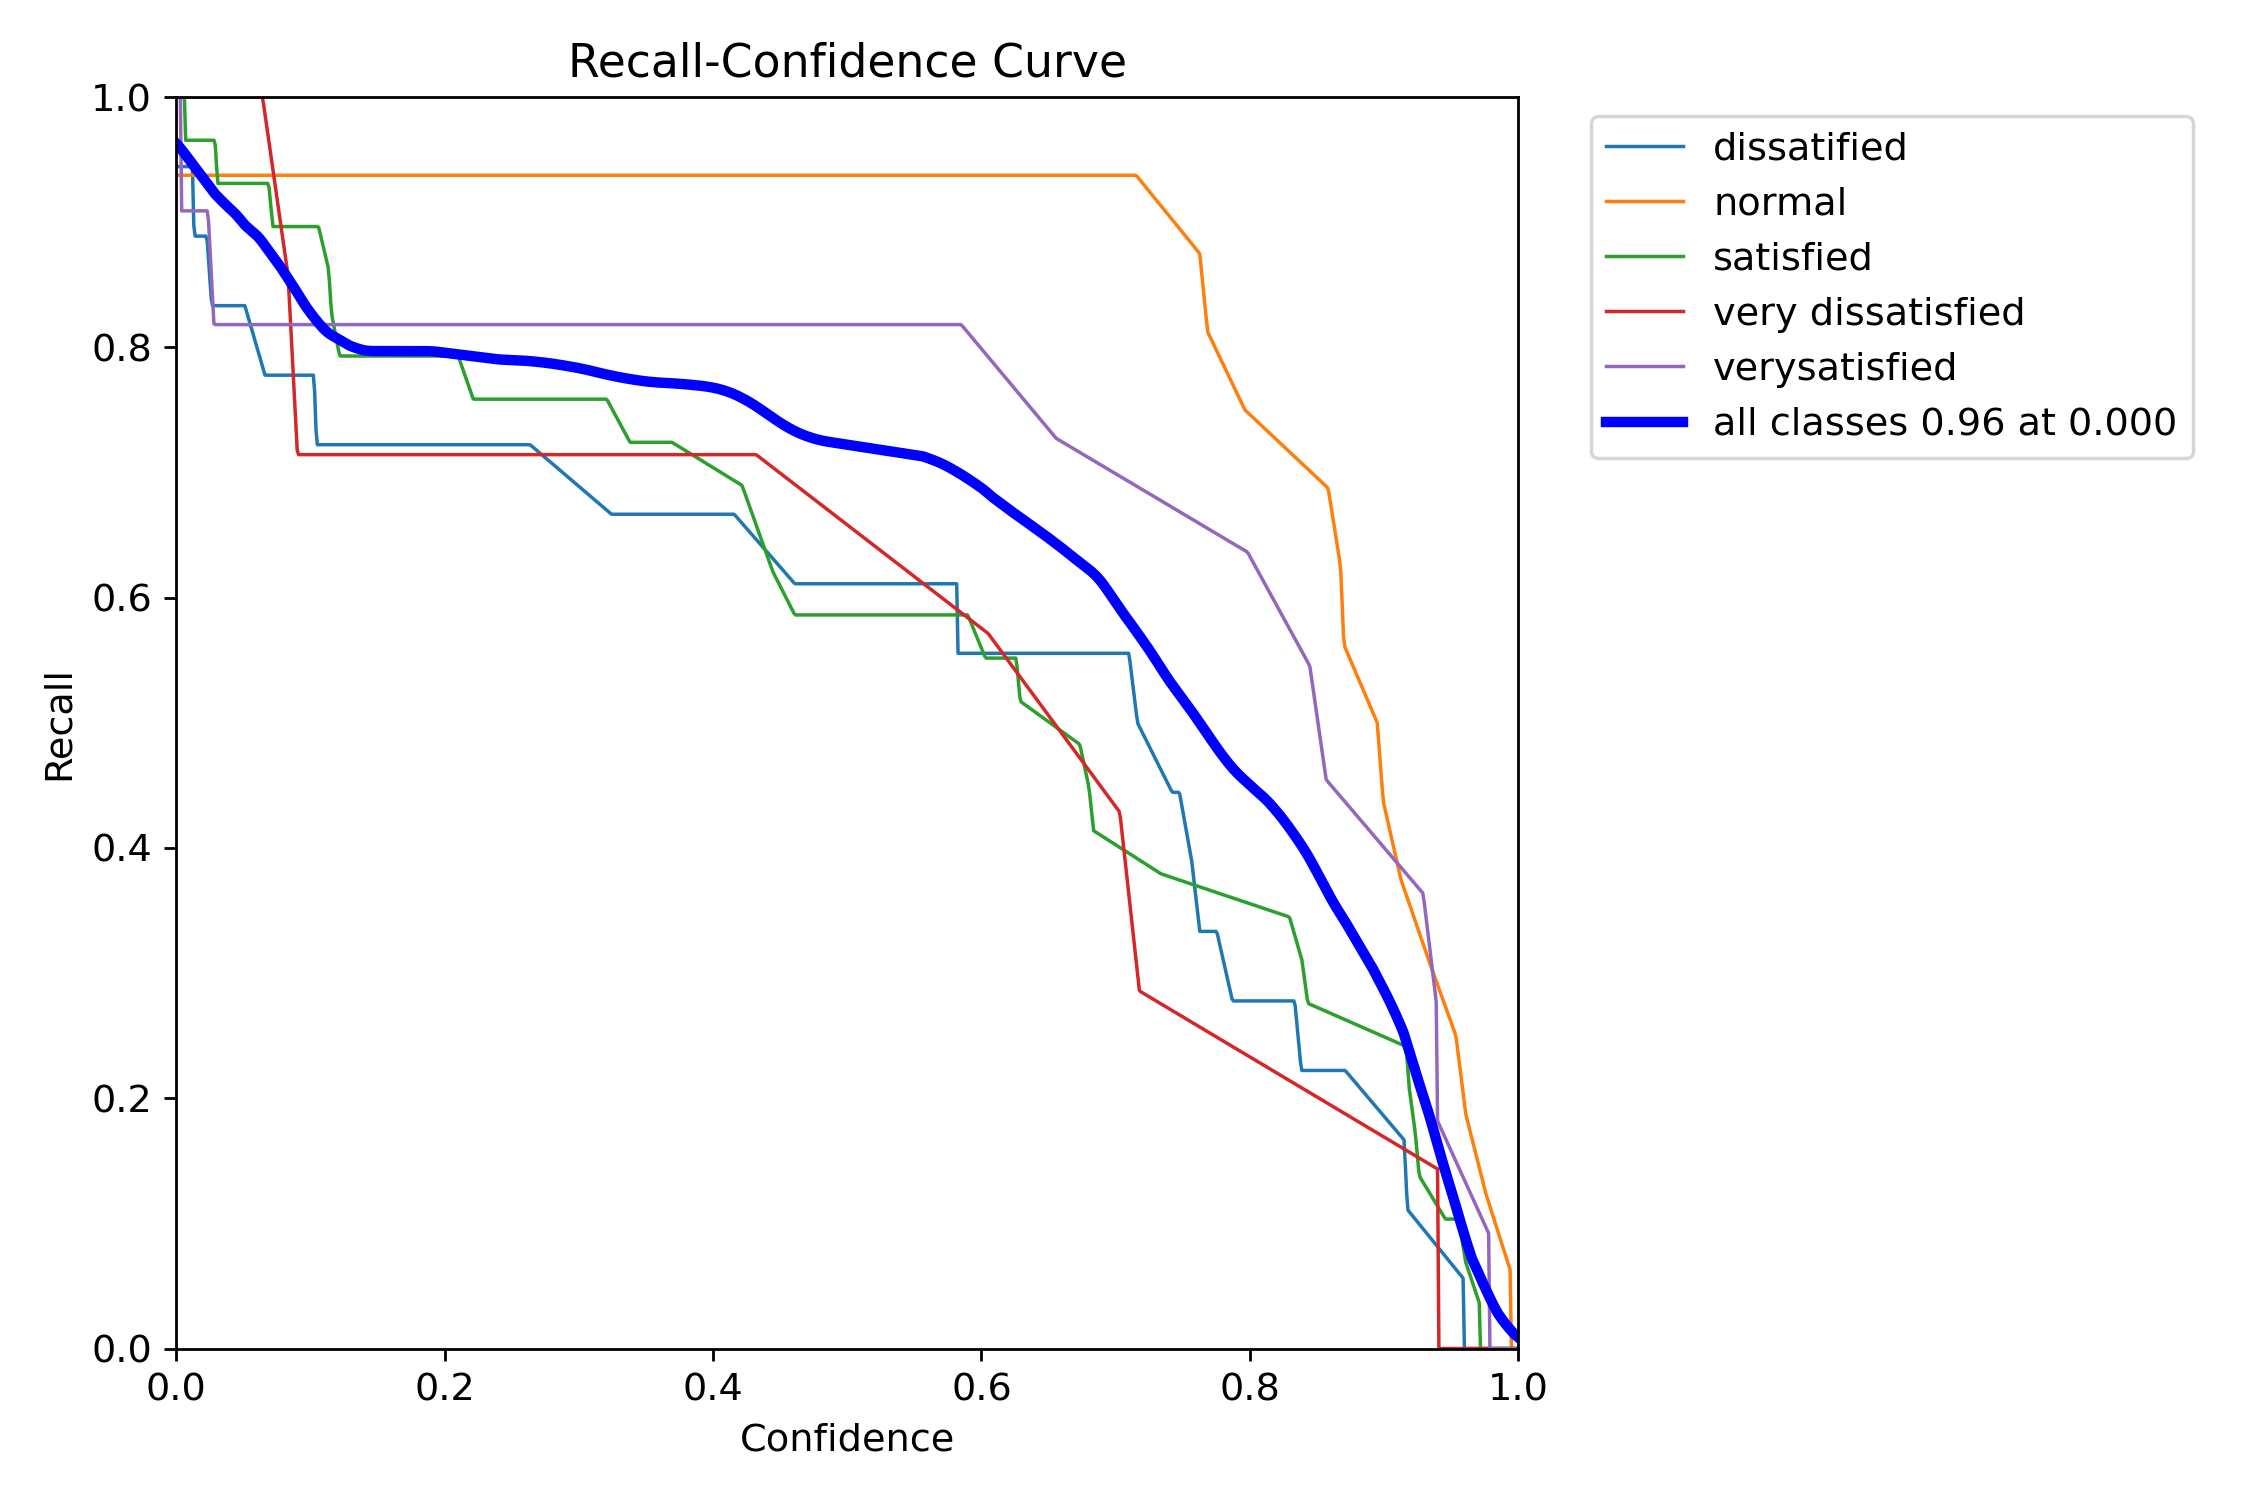 Recall-Confidence Curve
1.0
0.8
0.6
0.4
0.2
0.0
Recall
0.0 0.2 0.4 0.6 0.8 1.0
Confidence
dissatified
normal
satisfied
very dissatisfied
verysatisfied
all classes 0.96 at 0.000